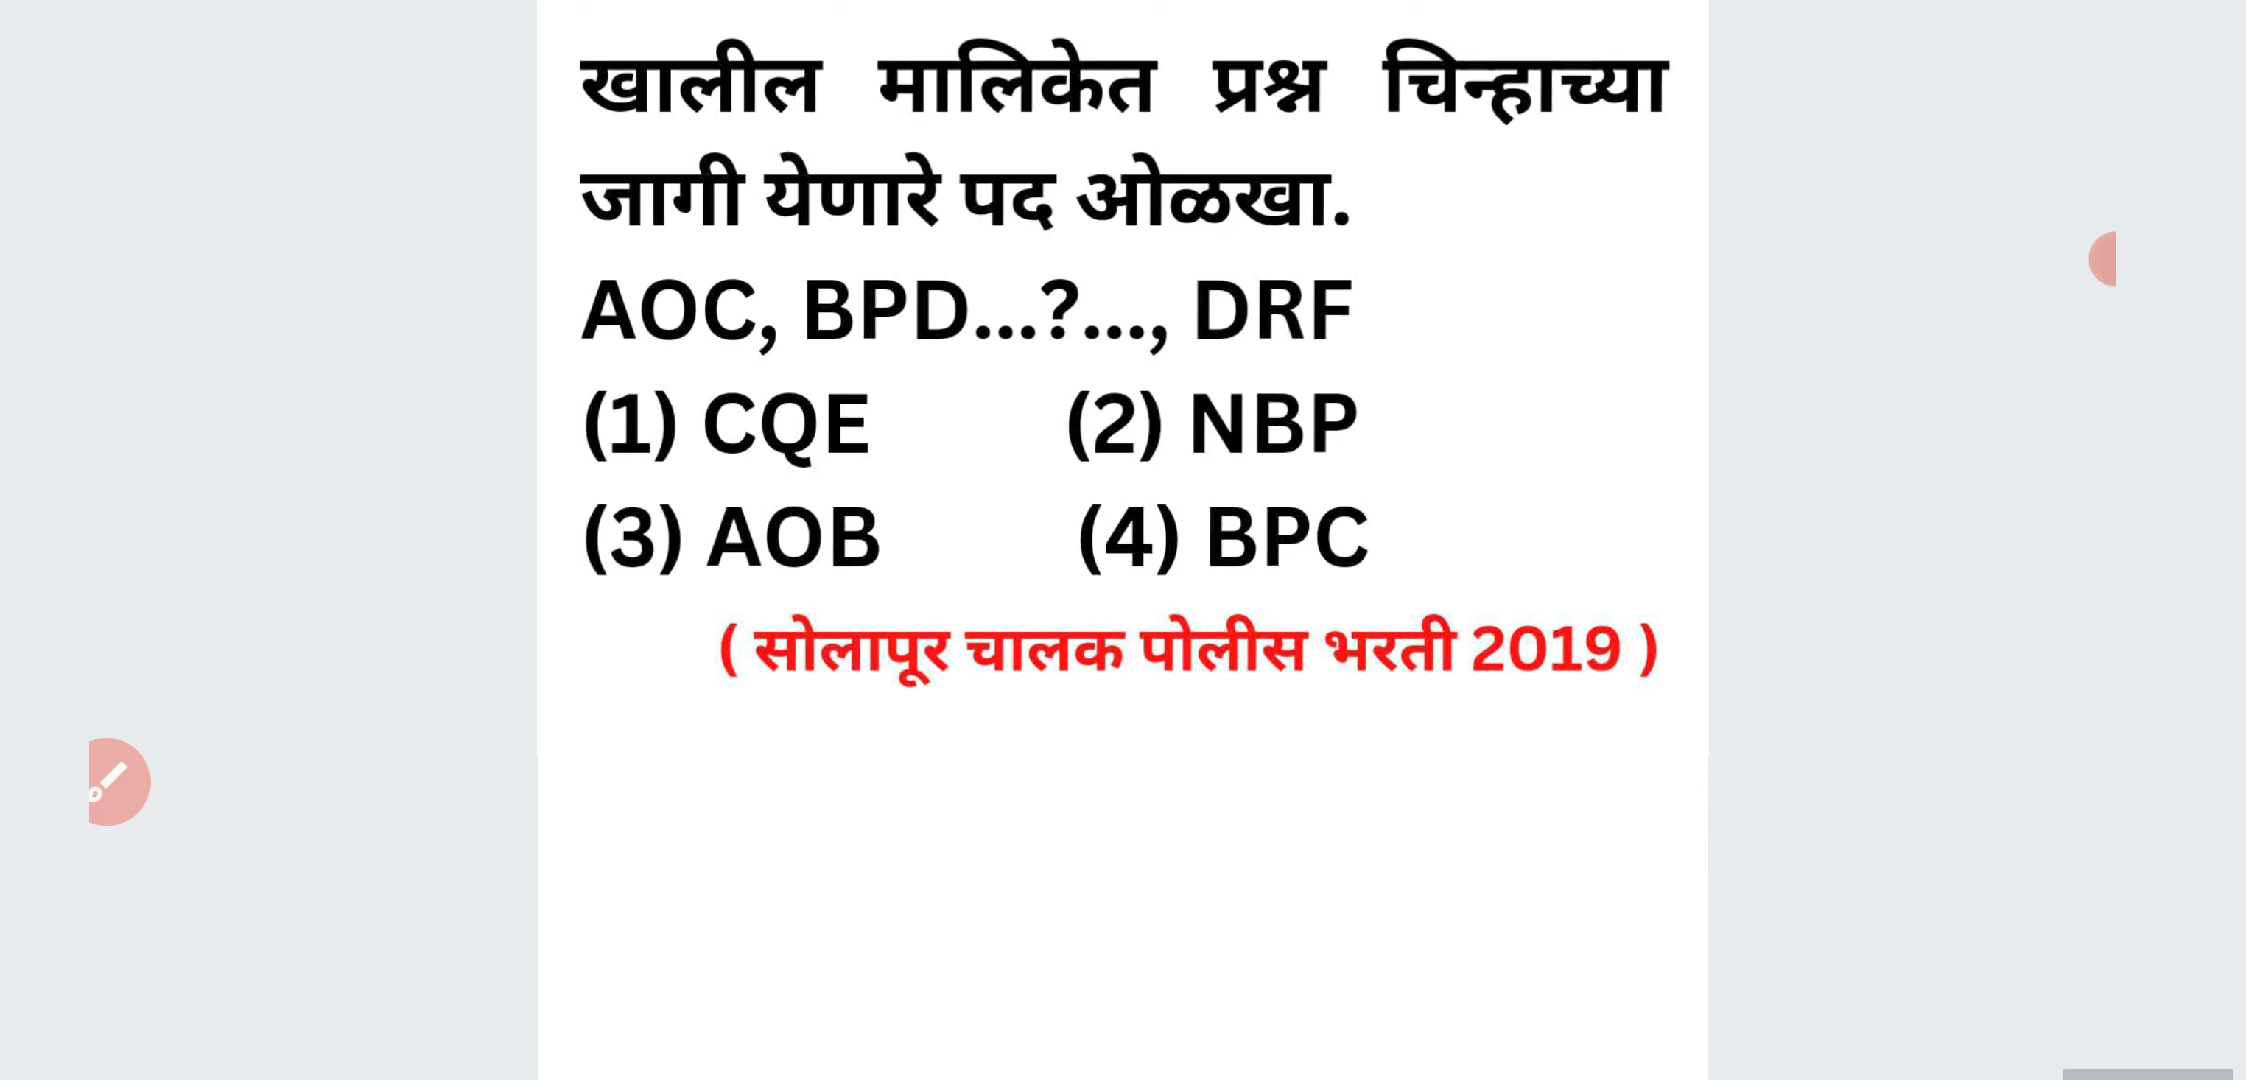 खालील मालिकेत प्रश्न चिन्हाच्या
जागी येणारे पद ओळखा.
AOC, BPD...?..., DRF
(1) CQE (2) NBP
(3) AOB (4) BPC
( सोलापूर चालक पोलीस भरती 2019 )